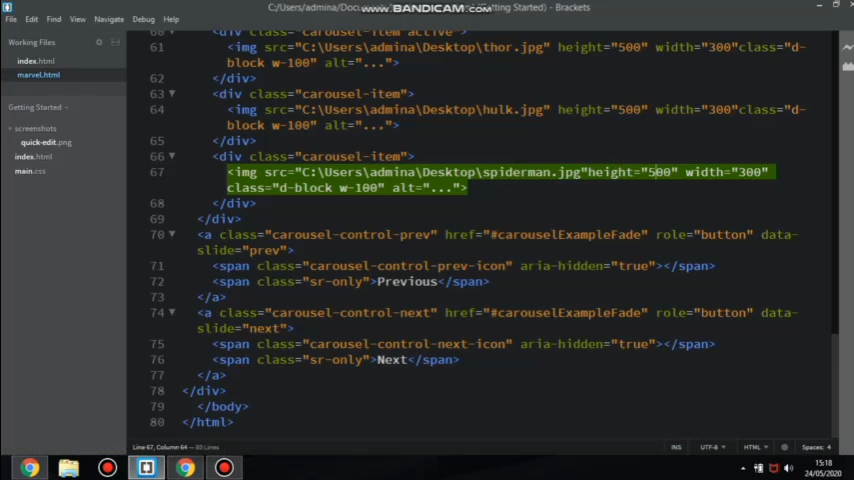 C:/Users/admina/Docum
www.BANDICAM.com
Getting Started) - Brackets
File Edit Find View Navigate Debug Help
Working Files
index.html
marvel.html
Getting Started
screenshots
quick-edit.png
index.html
main.css
60 <div class="carousel-item active">
61 <img src="C:\Users\admina\Desktop\thor.jpg" height="500" width="300"class="d-
block w-100" alt="...">
62 </div>
63 <div class="carousel-item">
64 <img src="C:\Users\admina\Desktop\hulk.jpg" height="500" width="300"class="d-
block w-100" alt="...">
65 </div>
66 <div class="carousel-item">
67 <img src="C:\Users\admina\Desktop\spiderman.jpg"height="500" width="300"
class="d-block w-100" alt="...">
68 </div>
69 </div>
70 <a class="carousel-control-prev" href="#carouselExampleFade" role="button" data-
slide="prev">
71 <span class="carousel-control-prev-icon" aria-hidden="true"></span>
72 <span class="sr-only">Previous</span>
73 </a>
74 <a class="carousel-control-next" href="#carouselExampleFade" role="button" data-
slide="next">
75 <span class="carousel-control-next-icon" aria-hidden="true"></span>
76 <span class="sr-only">Next</span>
77 </a>
78 </div>
79 </body>
80 </html>
Line 67, Column 64 — 80 Lines
INS UTF-8 HTML Spaces: 4
15:18
24/05/2020